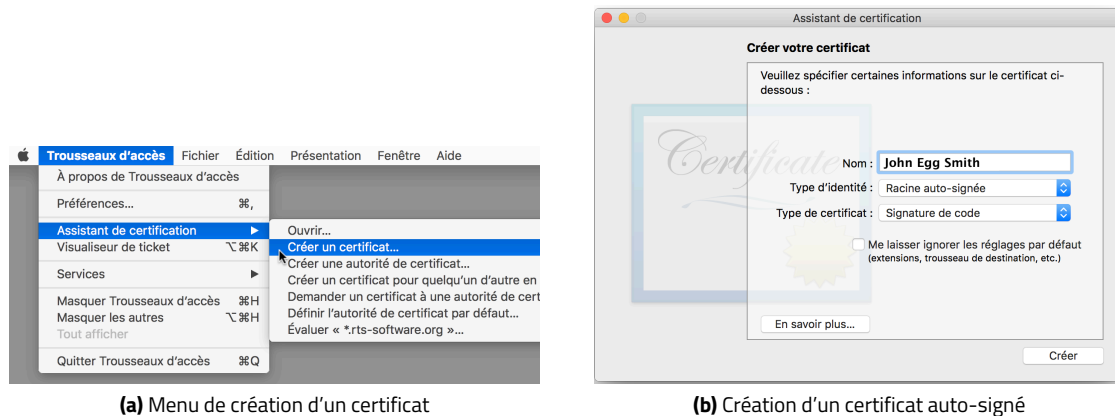 Trousseaux d'accès Fichier Édition Présentation Fenêtre Aide
À propos de Trousseaux d'accès
Préférences... ⌘,
Assistant de certification ▶
Visualiseur de ticket ⌥⌘K
Services ▶
Masquer Trousseaux d'accès ⌘H
Masquer les autres ⌥⌘H
Tout afficher
Quitter Trousseaux d'accès ⌘Q
Ouvrir...
Créer un certificat...
Créer une autorité de certificat...
Créer un certificat pour quelqu'un d'autre en
Demander un certificat à une autorité de cert
Définir l'autorité de certificat par défaut...
Évaluer « *.rts-software.org »...
(a) Menu de création d'un certificat
Assistant de certification
Créer votre certificat
Veuillez spécifier certaines informations sur le certificat ci-
dessous :
Certificate
Nom : John Egg Smith
Type d'identité : Racine auto-signée
Type de certificat : Signature de code
Me laisser ignorer les réglages par défaut
(extensions, trousseau de destination, etc.)
En savoir plus...
Créer
(b) Création d'un certificat auto-signé